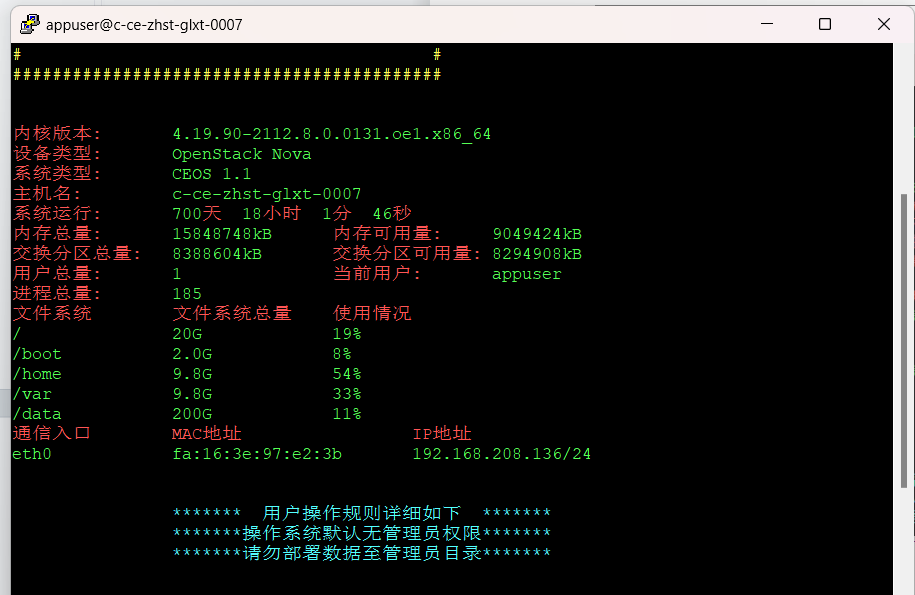 appuser@c-ce-zhst-glxt-0007
# #
###########################################
内核版本: 4.19.90-2112.8.0.0131.oe1.x86_64
设备类型: OpenStack Nova
系统类型: CEOS 1.1
主机名: c-ce-zhst-glxt-0007
系统运行: 700天 18小时 1分 46秒
内存总量: 15848748kB 内存可用量: 9049424kB
交换分区总量: 8388604kB 交换分区可用量: 8294908kB
用户总量: 1 当前用户: appuser
进程总量: 185
文件系统 文件系统总量 使用情况
/ 20G 19%
/boot 2.0G 8%
/home 9.8G 54%
/var 9.8G 33%
/data 200G 11%
通信入口 MAC地址 IP地址
eth0 fa:16:3e:97:e2:3b 192.168.208.136/24
******* 用户操作规则详细如下 *******
*******操作系统默认无管理员权限*******
*******请勿部署数据至管理员目录*******